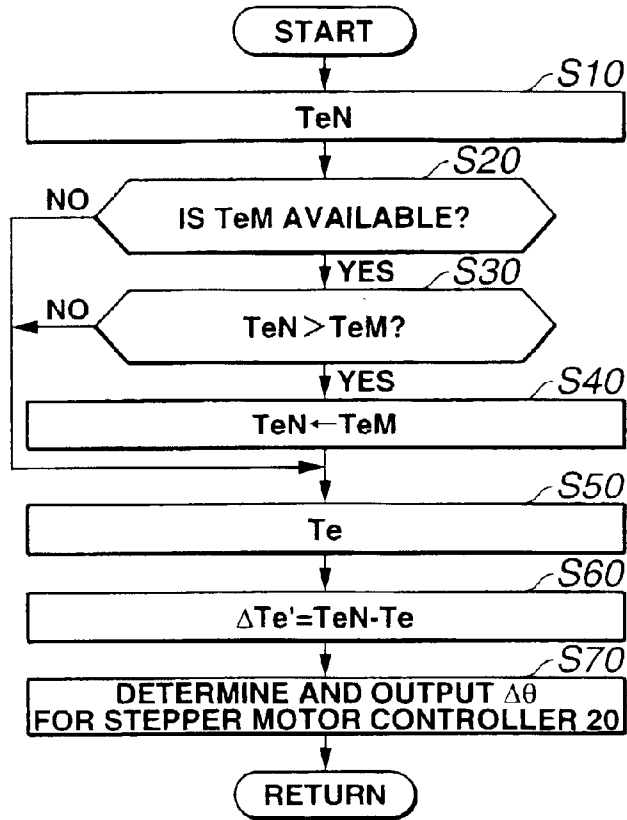 START
S10
TeN
S20
NO
IS TeM AVAILABLE?
YES
S30
NO
TeN>TeM?
YES
S40
TeN←TeM
S50
Te
S60
ΔTe'=TeN-Te
S70
DETERMINE AND OUTPUT Δθ
FOR STEPPER MOTOR CONTROLLER 20
RETURN